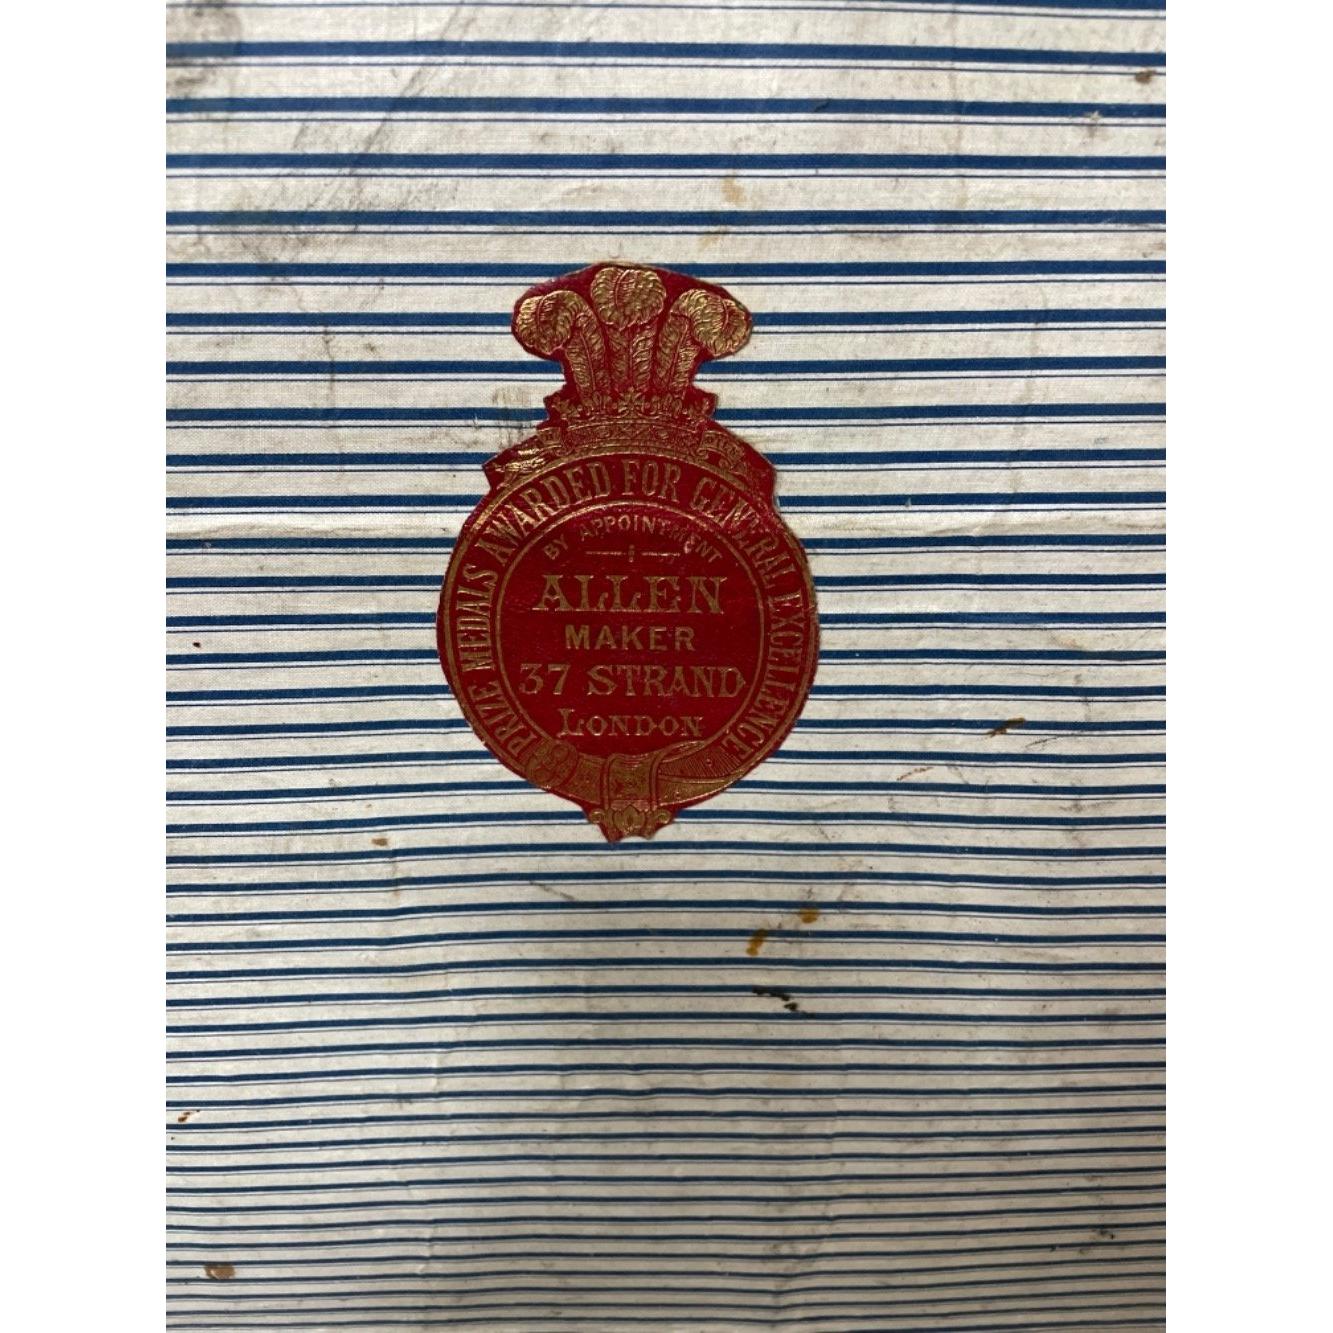 PRIZE MEDALS AWARDED FOR GENERAL EXCELLENCE
BY APPOINTMENT
ALLEN
MAKER
37 STRAND
LONDON